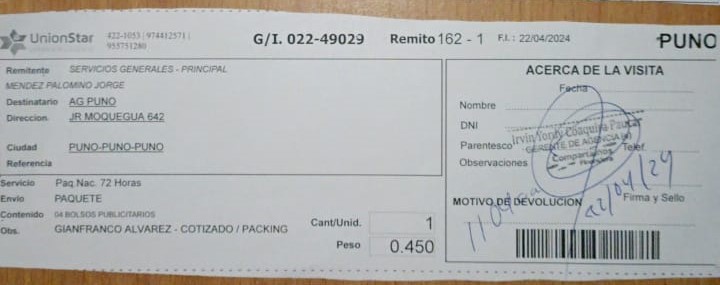 UnionStar
422-1053 | 974412571 |
955751280
G/I. 022-49029
Remito 162 - 1
F.I.: 22/04/2024
PUNO
Remitente SERVICIOS GENERALES - PRINCIPAL
MENDEZ PALOMINO JORGE
Destinatario AG PUNO
Direccion JR MOQUEGUA 642
Ciudad PUNO-PUNO-PUNO
Referencia
Servicio Paq.Nac. 72 Horas
Envio PAQUETE
Contenido 04 BOLSOS PUBLICITARIOS
Obs. GIANFRANCO ALVAREZ - COTIZADO / PACKING
Cant/Unid. 1
Peso 0.450
ACERCA DE LA VISITA
Fecha
Nombre
DNI
Irvin Yonty Coaquira Paucar
Parentesco
GERENTE DE AGENCIA
Telef.
Observaciones
Compartamos
Financiera
MOTIVO DE DEVOLUCION
Firma y Sello
22/04/24